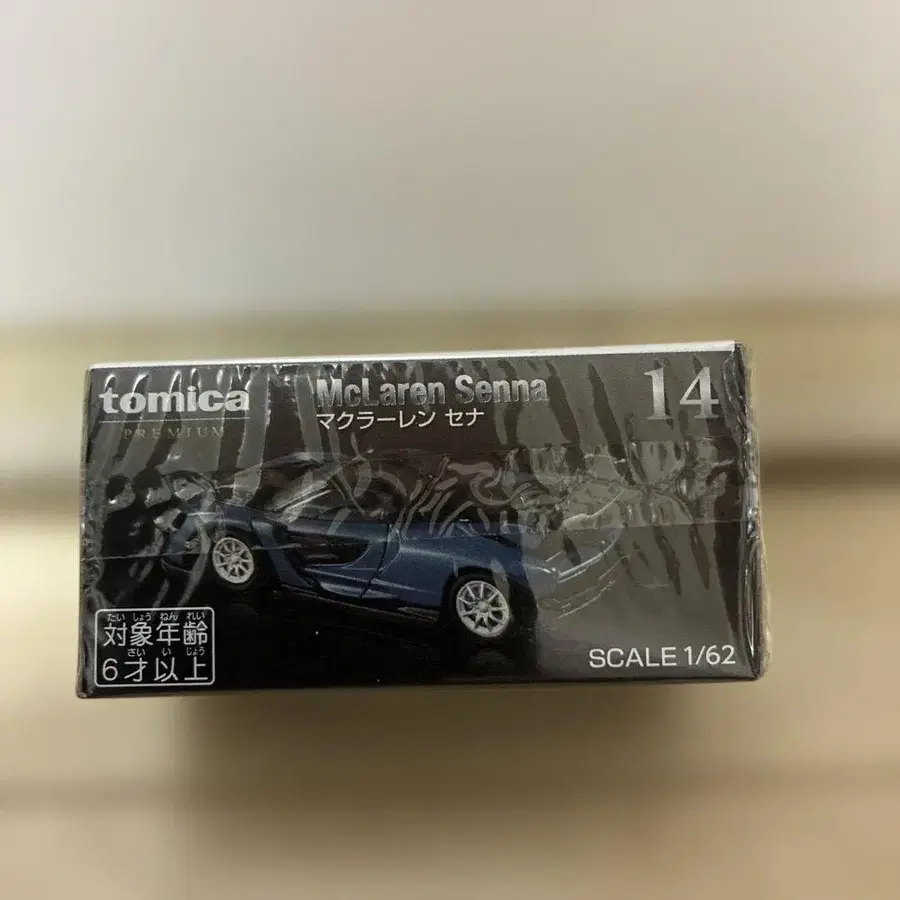 tomica
PREMIUM
McLaren Senna
マクラーレン セナ
14
たいしょうねんれい
対象年齢
さいいじょう
6才以上
SCALE 1/62